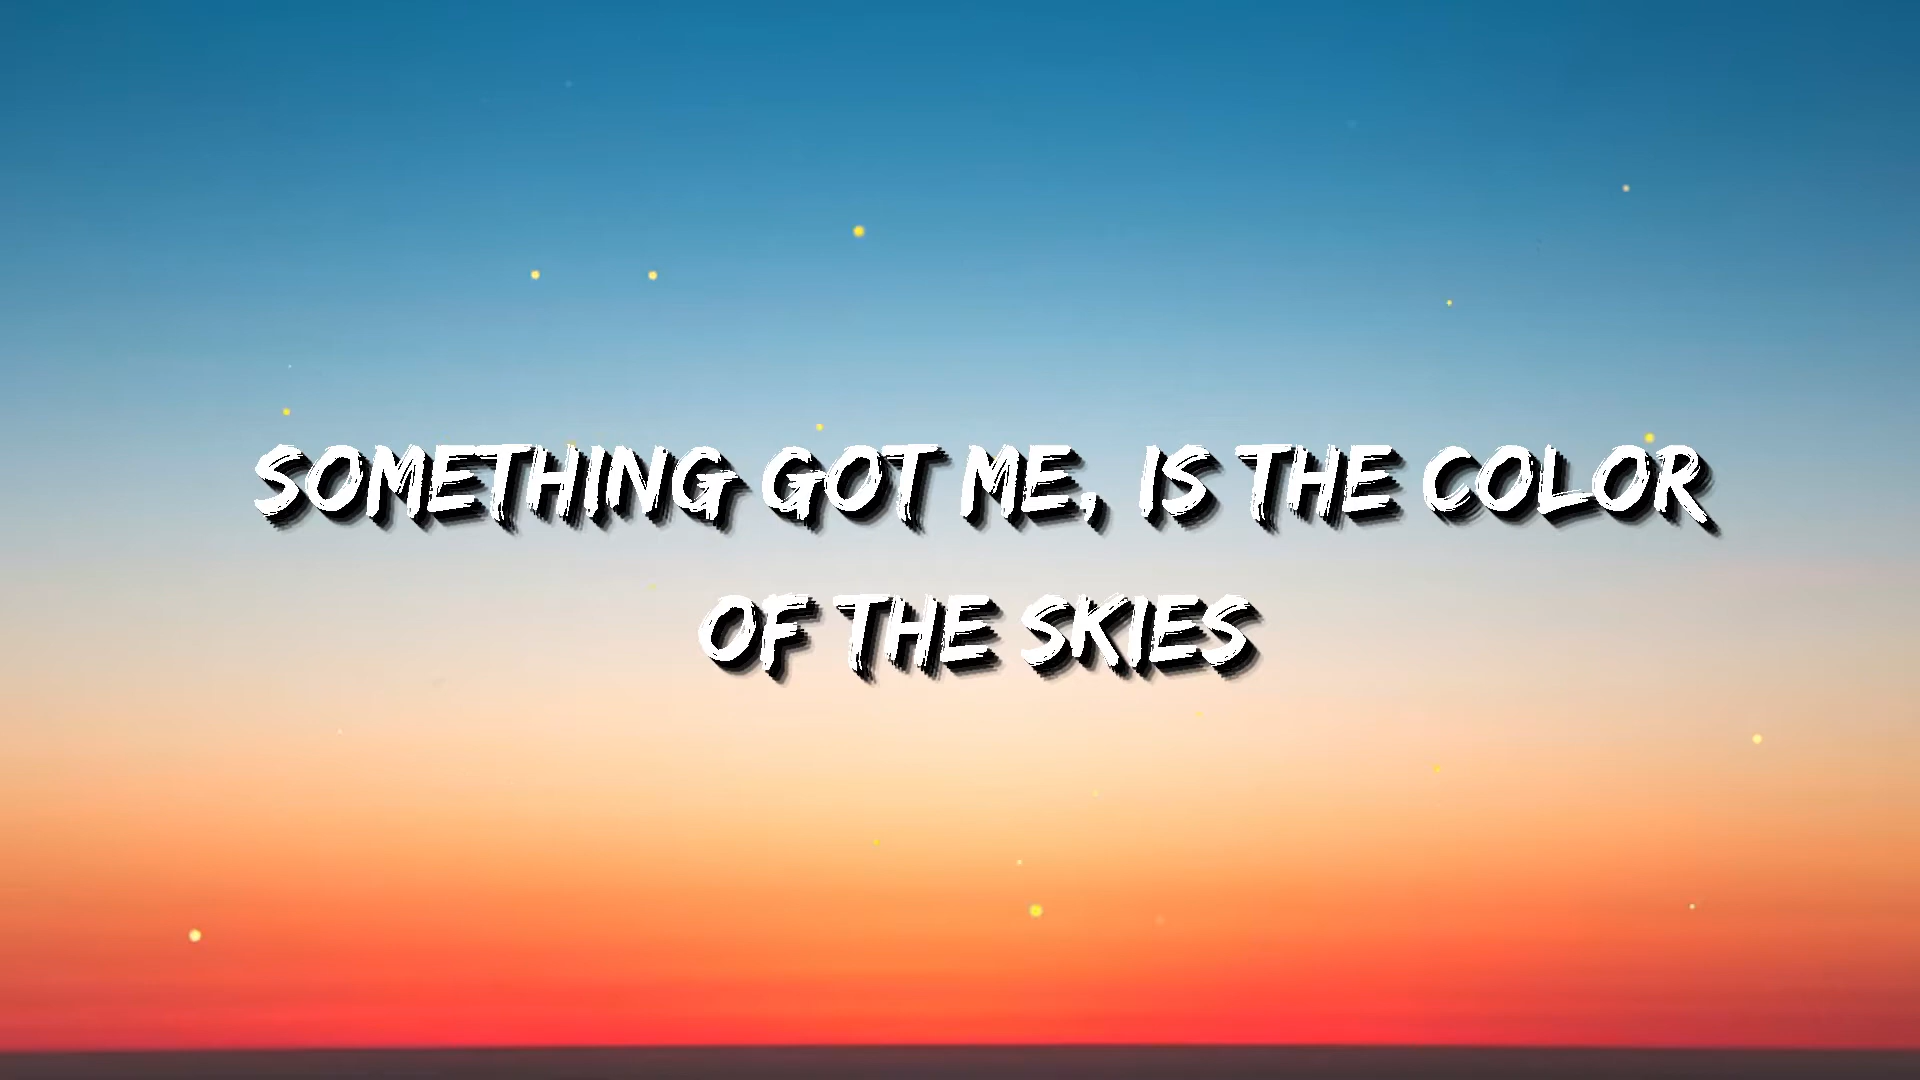 SOMETHING GOT ME, IS THE COLOR
OF THE SKIES